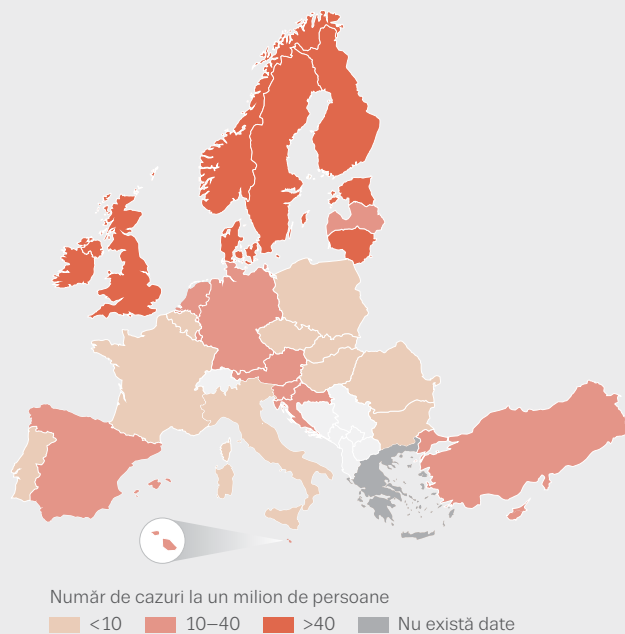 Număr de cazuri la un milion de persoane
<10 10–40 >40 Nu există date